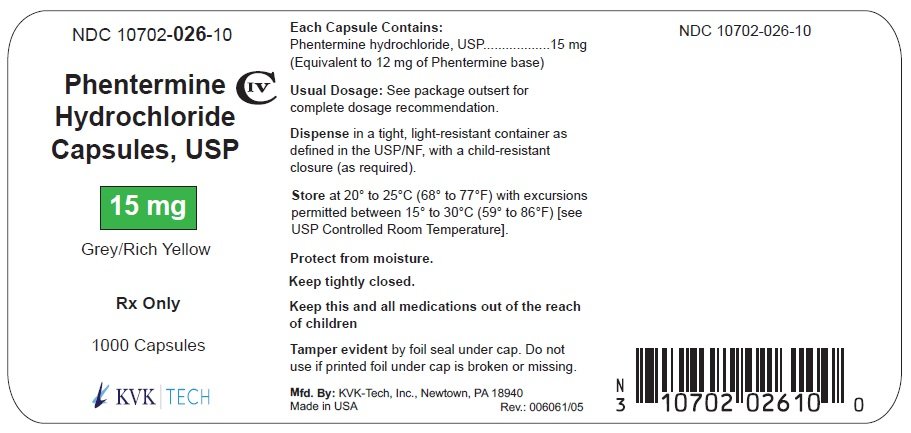 NDC 10702-026-10
Phentermine CIV
Hydrochloride
Capsules, USP
15 mg
Grey/Rich Yellow
Rx Only
1000 Capsules
KVK TECH
Each Capsule Contains:
Phentermine hydrochloride, USP..................15 mg
(Equivalent to 12 mg of Phentermine base)
Usual Dosage: See package outsert for
complete dosage recommendation.
Dispense in a tight, light-resistant container as
defined in the USP/NF, with a child-resistant
closure (as required).
Store at 20° to 25°C (68° to 77°F) with excursions
permitted between 15° to 30°C (59° to 86°F) [see
USP Controlled Room Temperature].
Protect from moisture.
Keep tightly closed.
Keep this and all medications out of the reach
of children
Tamper evident by foil seal under cap. Do not
use if printed foil under cap is broken or missing.
Mfd. By: KVK-Tech, Inc., Newtown, PA 18940
Made in USA Rev.: 006061/05
NDC 10702-026-10
N
3 10702 02610 0